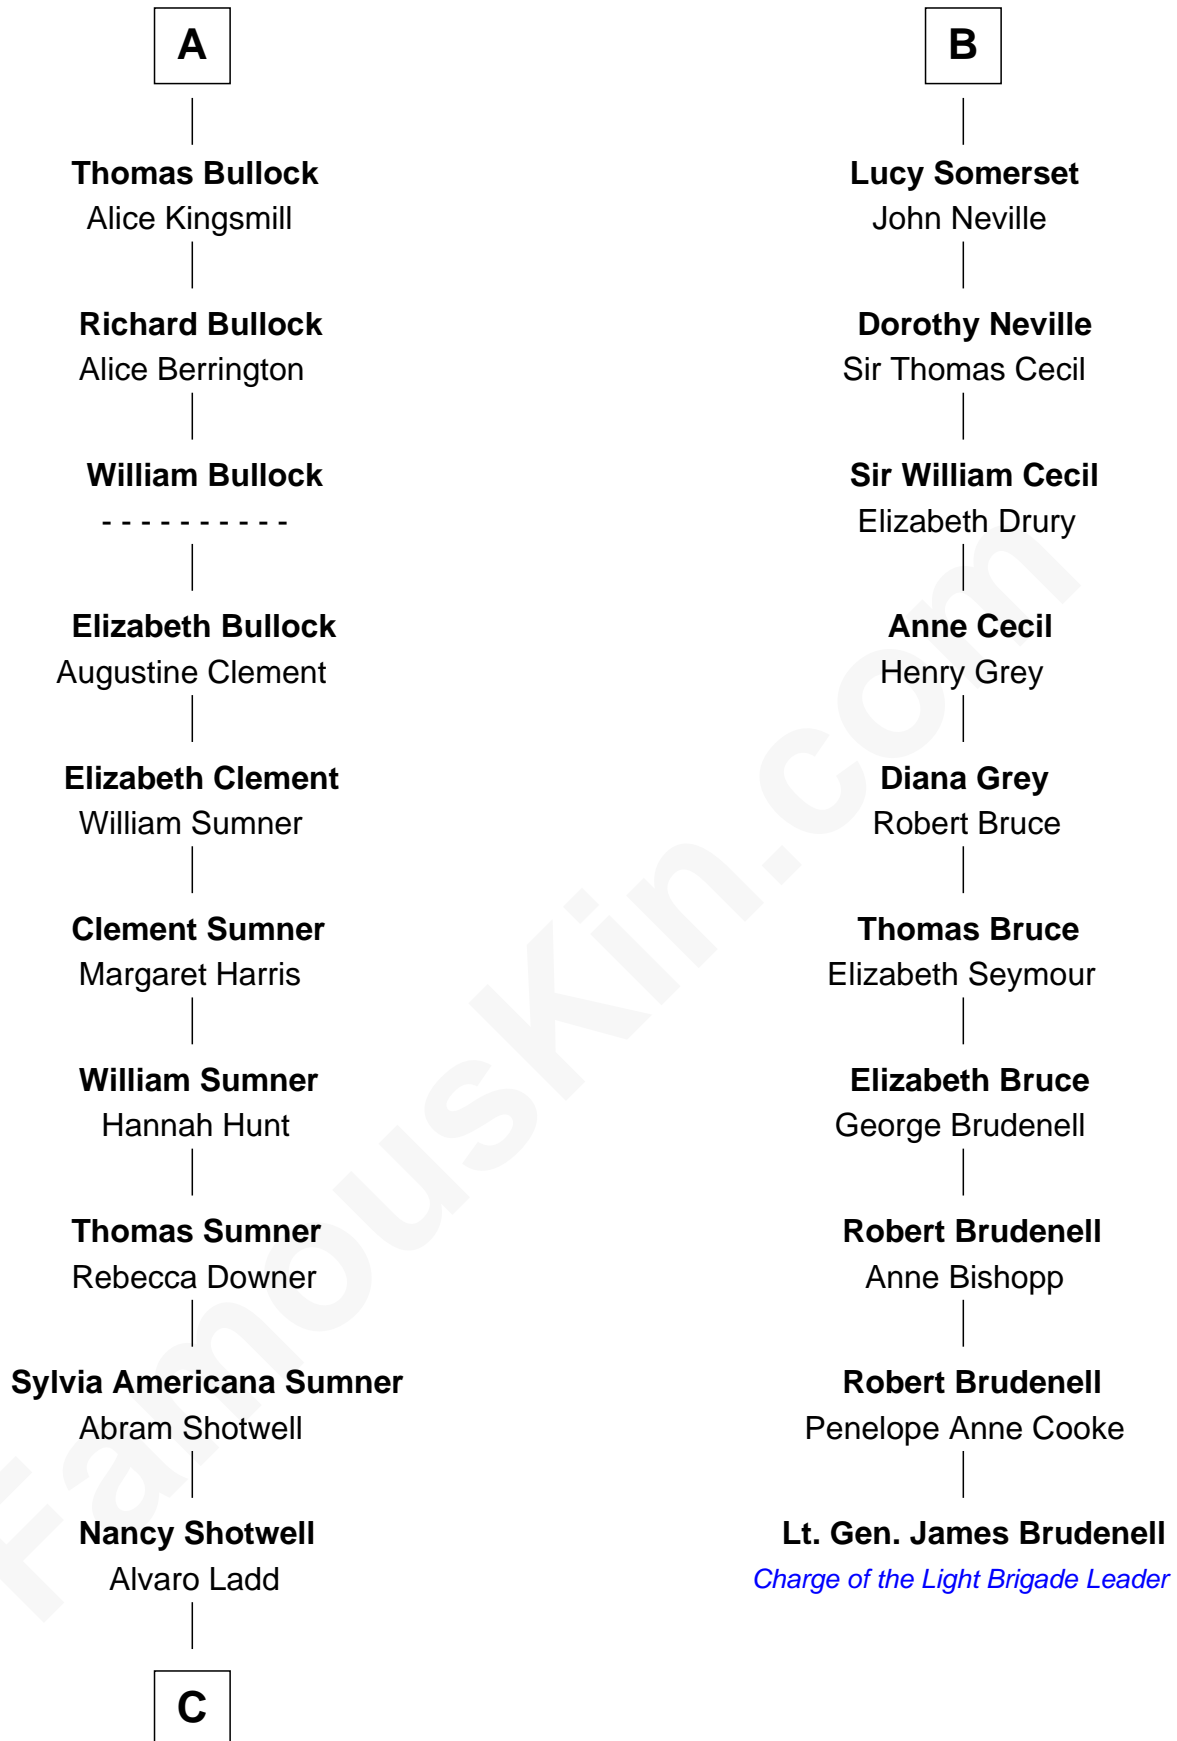 A
Thomas Bullock
Alice Kingsmill
Richard Bullock
Alice Berrington
William Bullock
- - - - - - - - - -
Elizabeth Bullock
Augustine Clement
Elizabeth Clement
William Sumner
Clement Sumner
Margaret Harris
William Sumner
Hannah Hunt
Thomas Sumner
Rebecca Downer
Sylvia Americana Sumner
Abram Shotwell
Nancy Shotwell
Alvaro Ladd
C
B
Lucy Somerset
John Neville
Dorothy Neville
Sir Thomas Cecil
Sir William Cecil
Elizabeth Drury
Anne Cecil
Henry Grey
Diana Grey
Robert Bruce
Thomas Bruce
Elizabeth Seymour
Elizabeth Bruce
George Brudenell
Robert Brudenell
Anne Bishopp
Robert Brudenell
Penelope Anne Cooke
Lt. Gen. James Brudenell
Charge of the Light Brigade Leader
FamousKin.com